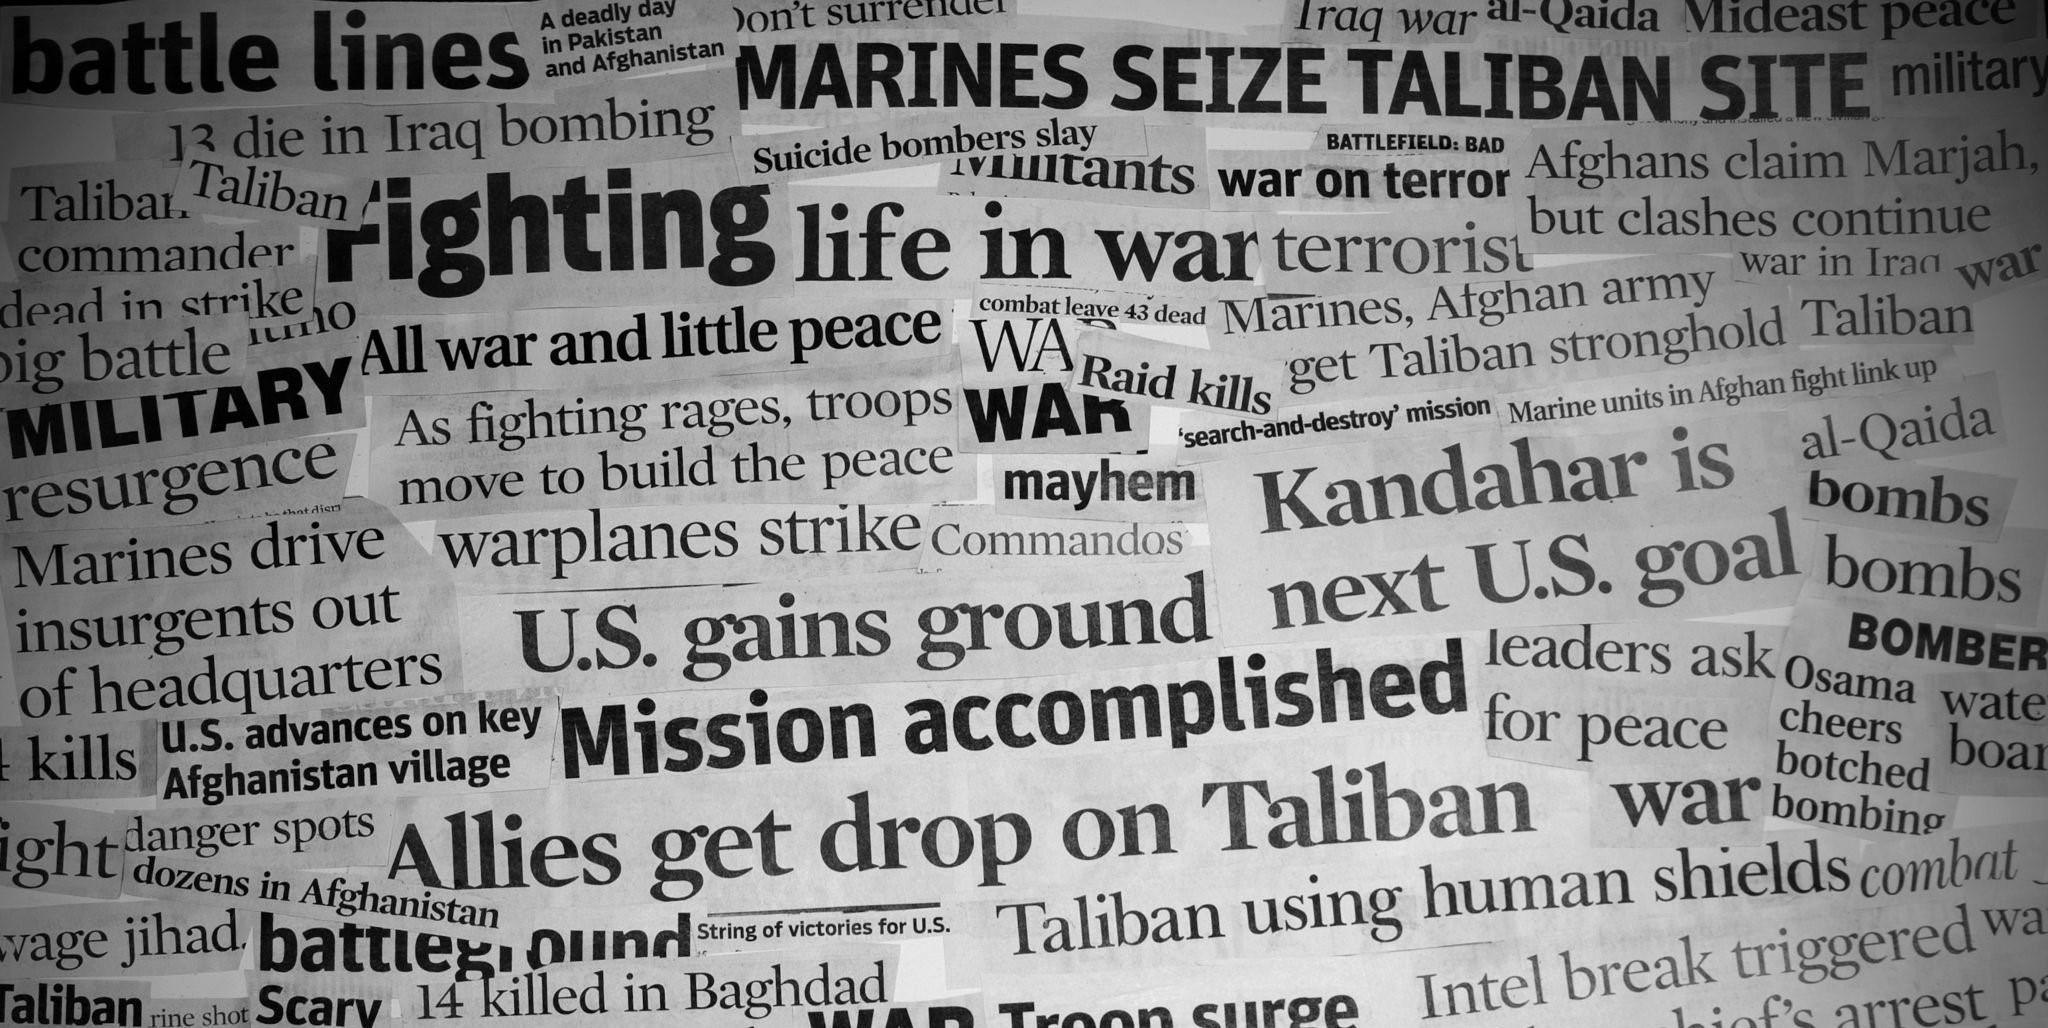 battle lines
A deadly day
in Pakistan
and Afghanistan
Don't surrender
Iraq war
al-Qaida
Mideast peace
MARINES SEIZE TALIBAN SITE
military
13 die in Iraq bombing
Suicide bombers slay
Militants
BATTLEFIELD: BAD
war on terror
Afghans claim Marjah,
but clashes continue
Taliban
commander
dead in strike
Taliban
Fighting
life in war
terrorist
war in Iraq
war
big battle
All war and little peace
combat leave 43 dead
WA
Raid kills
Marines, Afghan army
get Taliban stronghold
Taliban
MILITARY
resurgence
As fighting rages, troops
move to build the peace
WAR
'search-and-destroy' mission
Marine units in Afghan fight link up
mayhem
Kandahar is
next U.S. goal
al-Qaida
bombs
bombs
Marines drive
insurgents out
of headquarters
warplanes strike
Commandos
U.S. gains ground
BOMBER
kills
U.S. advances on key
Afghanistan village
Mission accomplished
leaders ask
for peace
Osama
cheers
botched
bombing
wate
boar
ight
danger spots
dozens in Afghanistan
Allies get drop on Taliban
war
wage jihad.
battleground
String of victories for U.S.
Taliban using human shields
combat
Taliban
rine shot
Scary
14 killed in Baghdad
WAR
Troop surge
Intel break triggered
wa
chief's arrest
pa